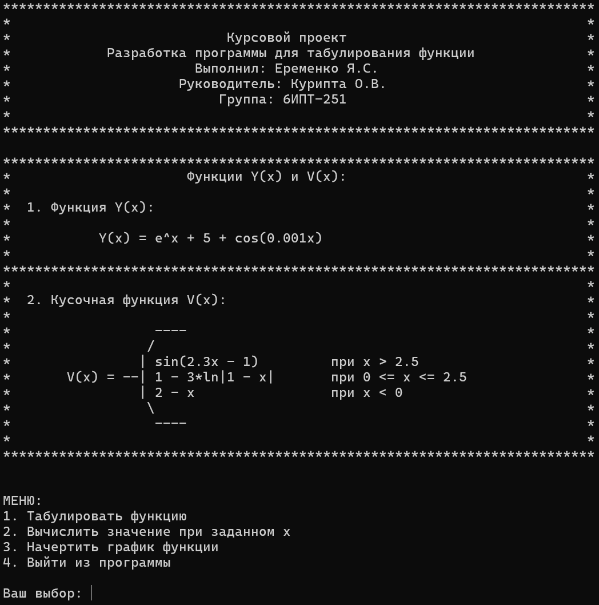 **************************************************************************
*                                                                        *
*                           Курсовой проект                              *
*            Разработка программы для табулирования функции              *
*                       Выполнил: Еременко Я.С.                          *
*                     Руководитель: Курипта О.В.                         *
*                          Группа: бИПТ-251                              *
*                                                                        *
**************************************************************************

**************************************************************************
*                      Функции Y(x) и V(x):                              *
*                                                                        *
*  1. Функция Y(x):                                                      *
*                                                                        *
*           Y(x) = e^x + 5 + cos(0.001x)                                 *
*                                                                        *
**************************************************************************
*                                                                        *
*  2. Кусочная функция V(x):                                             *
*                                                                        *
*                  ----                                                  *
*                 /                                                      *
*                | sin(2.3x - 1)         при x > 2.5                     *
*       V(x) = --| 1 - 3*ln|1 - x|       при 0 <= x <= 2.5               *
*                | 2 - x                 при x < 0                       *
*                 \                                                      *
*                  ----                                                  *
*                                                                        *
**************************************************************************

МЕНЮ:
1. Табулировать функцию
2. Вычислить значение при заданном x
3. Начертить график функции
4. Выйти из программы

Ваш выбор: